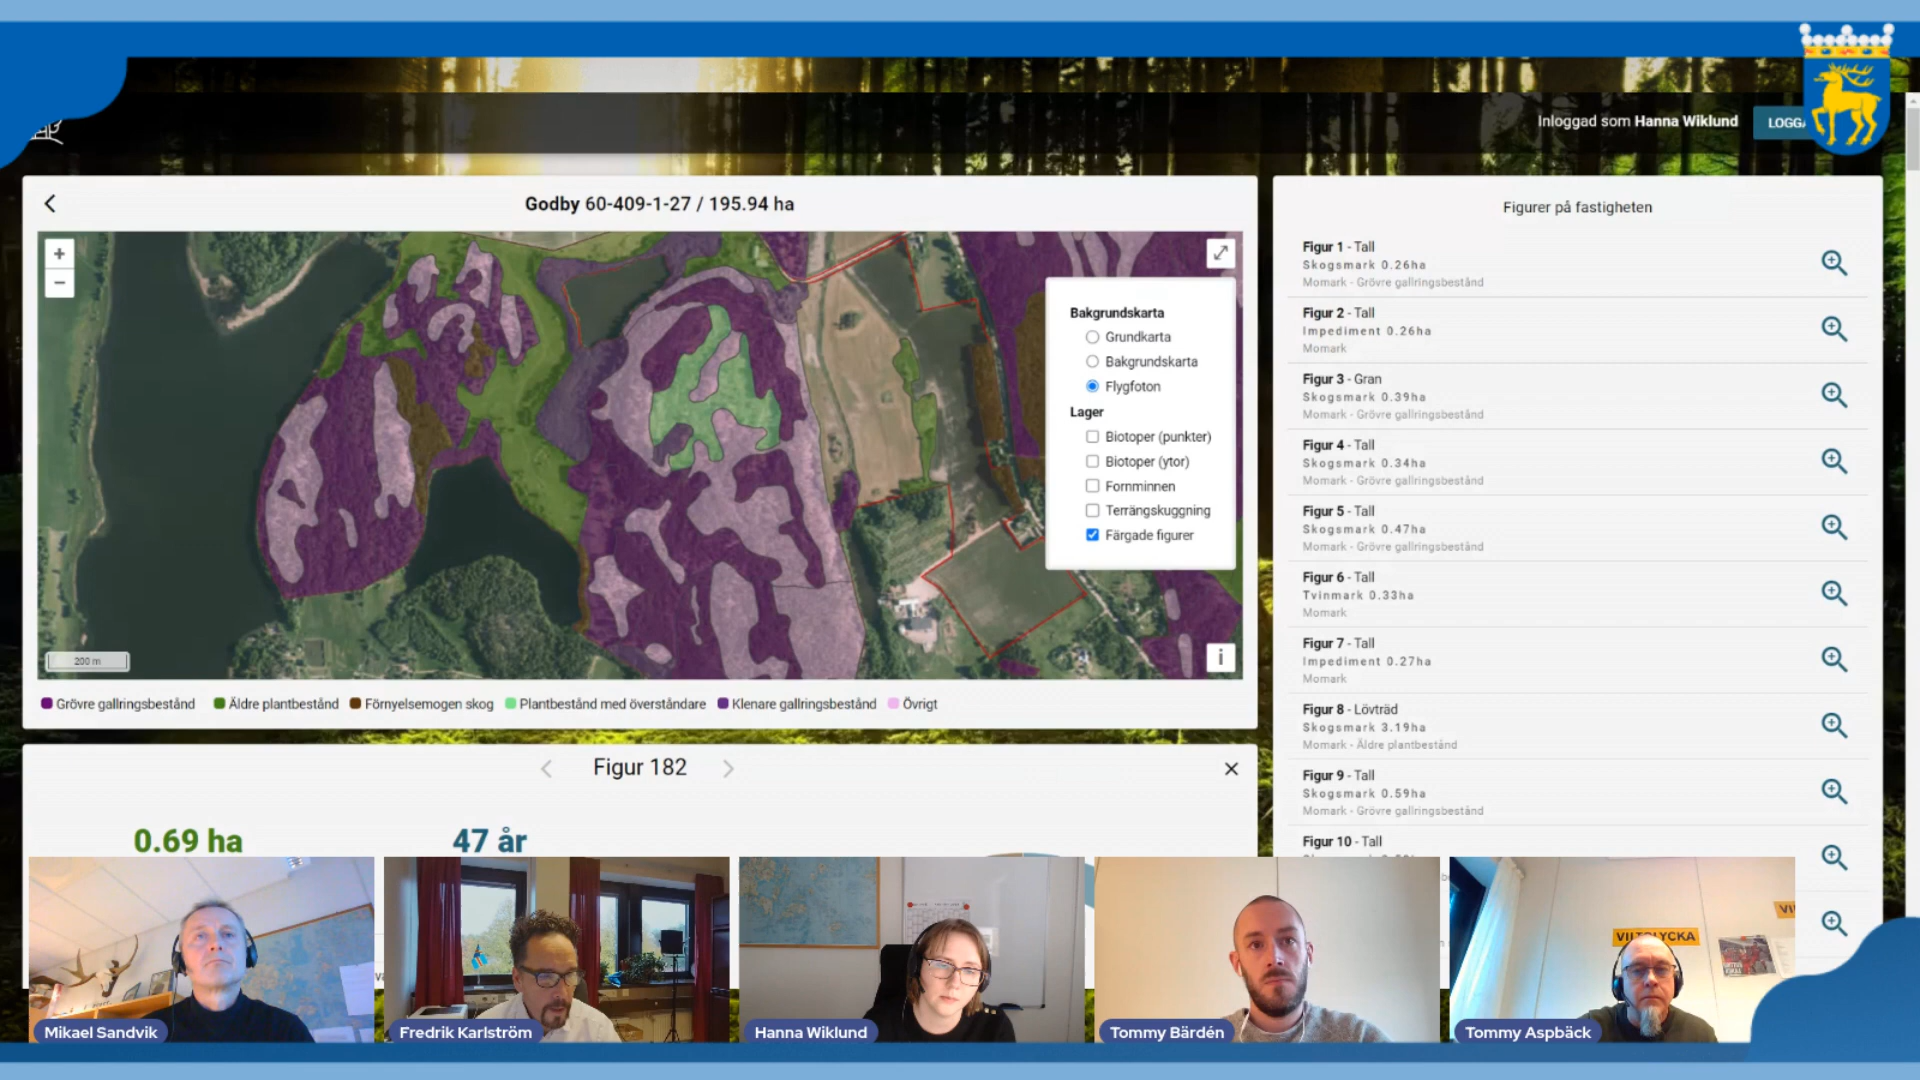 Inloggad som Hanna Wiklund
LOGGA
Godby 60-409-1-27 / 195.94 ha
+
−
Bakgrundskarta
Grundkarta
Bakgrundskarta
Flygfoton
Lager
Biotoper (punkter)
Biotoper (ytor)
Fornminnen
Terrängskuggning
Färgade figurer
200 m
i
Grövre gallringsbestånd Äldre plantbestånd Förnyelsemogen skog Plantbestånd med överståndare Klenare gallringsbestånd Övrigt
Figur 182
0.69 ha
47 år
Figurer på fastigheten
Figur 1 - Tall
Skogsmark 0.26ha
Momark - Grövre gallringsbestånd
Figur 2 - Tall
Impediment 0.26ha
Momark
Figur 3 - Gran
Skogsmark 0.39ha
Momark - Grövre gallringsbestånd
Figur 4 - Tall
Skogsmark 0.34ha
Momark - Grövre gallringsbestånd
Figur 5 - Tall
Skogsmark 0.47ha
Momark - Grövre gallringsbestånd
Figur 6 - Tall
Tvinmark 0.33ha
Momark
Figur 7 - Tall
Impediment 0.27ha
Momark
Figur 8 - Lövträd
Skogsmark 3.19ha
Momark - Äldre plantbestånd
Figur 9 - Tall
Skogsmark 0.59ha
Momark - Grövre gallringsbestånd
Figur 10 - Tall
VILTOLYCKA
VI
Mikael Sandvik
Fredrik Karlström
Hanna Wiklund
Tommy Bärdén
Tommy Aspbäck